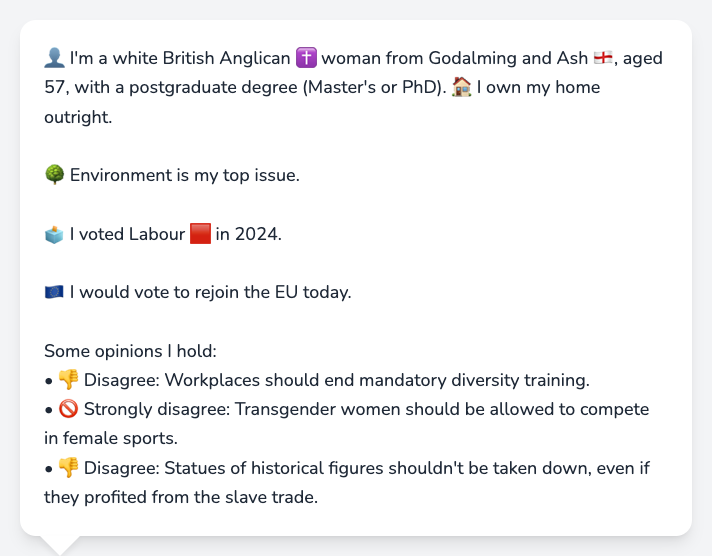 👤 I'm a white British Anglican ✝️ woman from Godalming and Ash 🏴󠁧󠁢󠁥󠁮󠁧󠁿, aged
57, with a postgraduate degree (Master's or PhD). 🏠 I own my home
outright.
🌳 Environment is my top issue.
🗳️ I voted Labour 🟥 in 2024.
🇪🇺 I would vote to rejoin the EU today.
Some opinions I hold:
• 👎 Disagree: Workplaces should end mandatory diversity training.
• 🚫 Strongly disagree: Transgender women should be allowed to compete
in female sports.
• 👎 Disagree: Statues of historical figures shouldn't be taken down, even if
they profited from the slave trade.